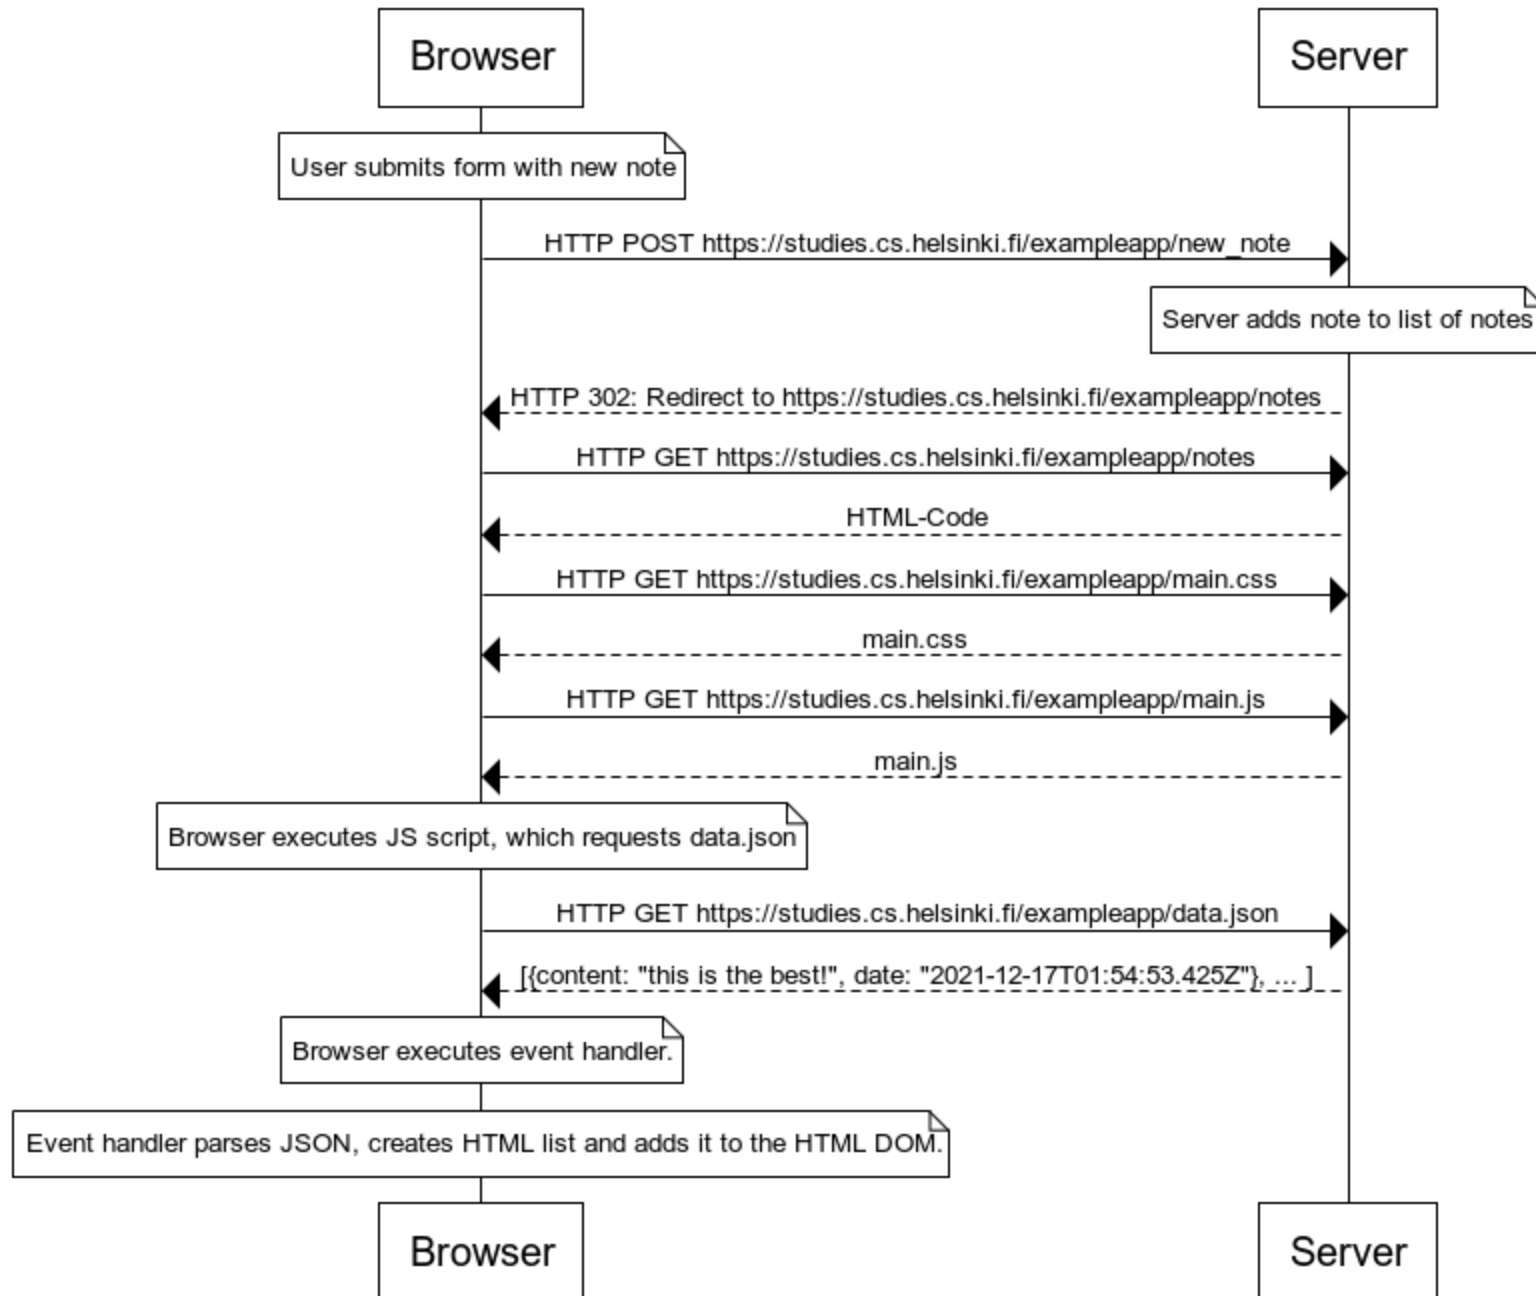 Browser
Server
User submits form with new note
HTTP POST https://studies.cs.helsinki.fi/exampleapp/new_note
Server adds note to list of notes
HTTP 302: Redirect to https://studies.cs.helsinki.fi/exampleapp/notes
HTTP GET https://studies.cs.helsinki.fi/exampleapp/notes
HTML-Code
HTTP GET https://studies.cs.helsinki.fi/exampleapp/main.css
main.css
HTTP GET https://studies.cs.helsinki.fi/exampleapp/main.js
main.js
Browser executes JS script, which requests data.json
HTTP GET https://studies.cs.helsinki.fi/exampleapp/data.json
[{content: "this is the best!", date: "2021-12-17T01:54:53.425Z"}, ... ]
Browser executes event handler.
Event handler parses JSON, creates HTML list and adds it to the HTML DOM.
Browser
Server